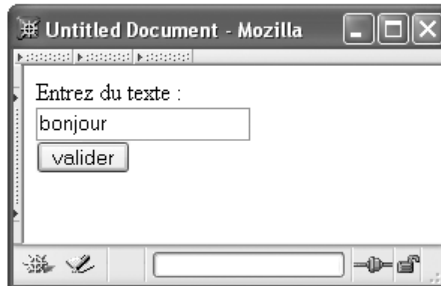 Untitled Document - Mozilla
Entrez du texte :
bonjour
valider